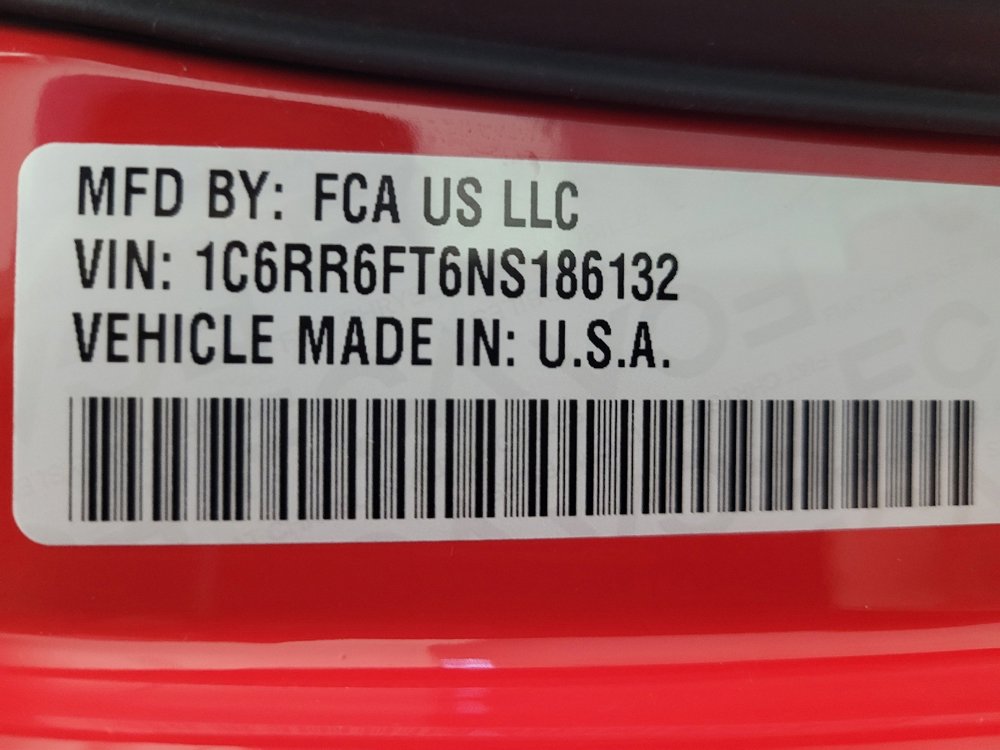 MFD BY: FCA US LLC
VIN: 1C6RR6FT6NS186132
VEHICLE MADE IN: U.S.A.